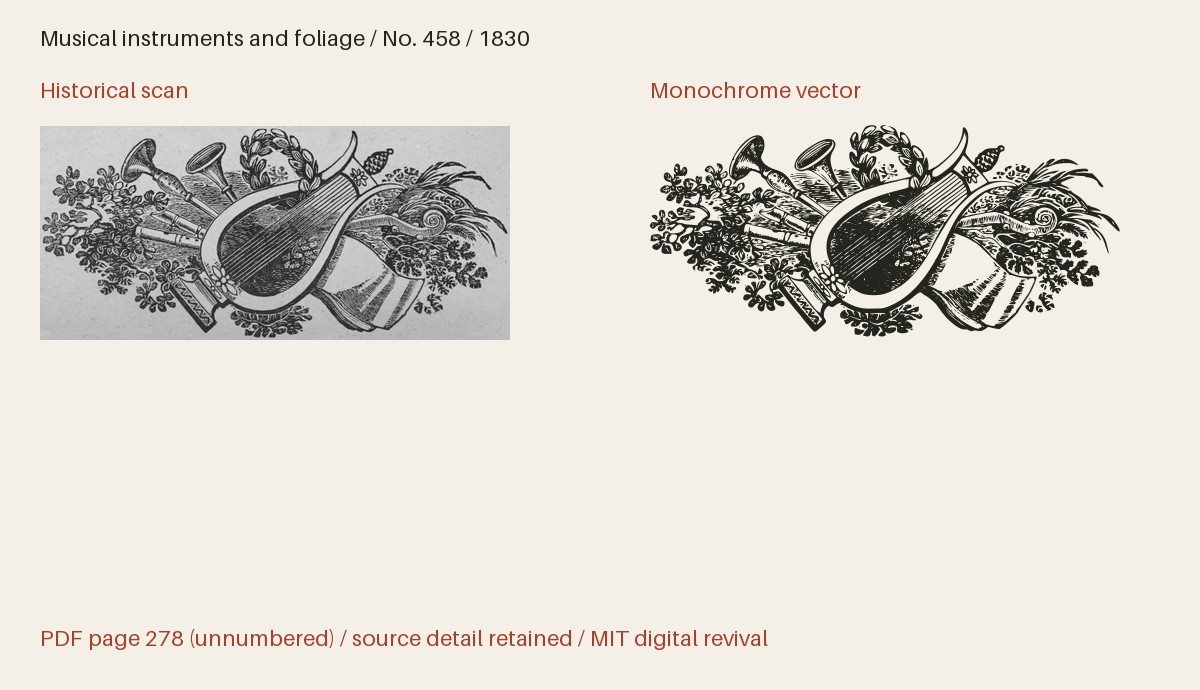 Musical instruments and foliage / No. 458 / 1830
Historical scan
Monochrome vector
PDF page 278 (unnumbered) / source detail retained / MIT digital revival